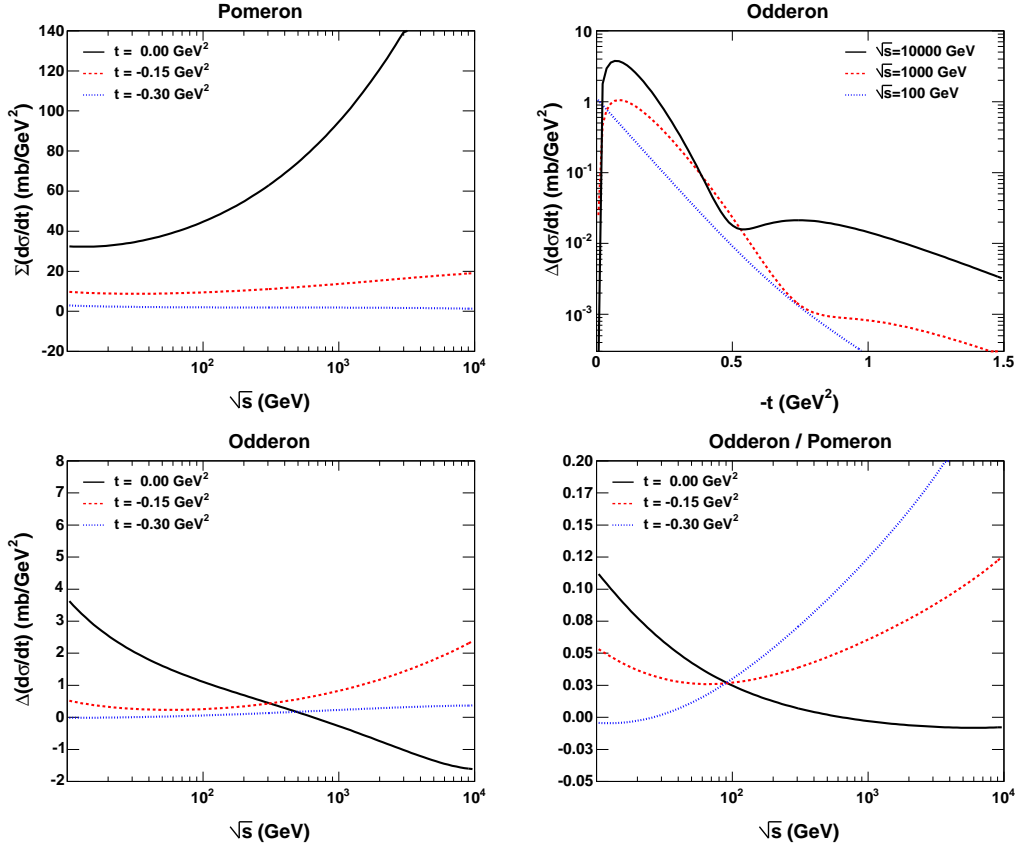 Pomeron
Σ(dσ/dt) (mb/GeV²)
140
120
100
80
60
40
20
0
-20
t = 0.00 GeV²
t = -0.15 GeV²
t = -0.30 GeV²
10²
10³
10⁴
√s (GeV)
Odderon
Δ(dσ/dt) (mb/GeV²)
10
1
10⁻¹
10⁻²
10⁻³
√s=10000 GeV
√s=1000 GeV
√s=100 GeV
0
0.5
1
1.5
-t (GeV²)
Odderon
Δ(dσ/dt) (mb/GeV²)
8
7
6
5
4
3
2
1
0
-1
-2
t = 0.00 GeV²
t = -0.15 GeV²
t = -0.30 GeV²
10²
10³
10⁴
√s (GeV)
Odderon / Pomeron
0.20
0.17
0.15
0.12
0.10
0.08
0.05
0.03
0.00
-0.03
-0.05
t = 0.00 GeV²
t = -0.15 GeV²
t = -0.30 GeV²
10²
10³
10⁴
√s (GeV)